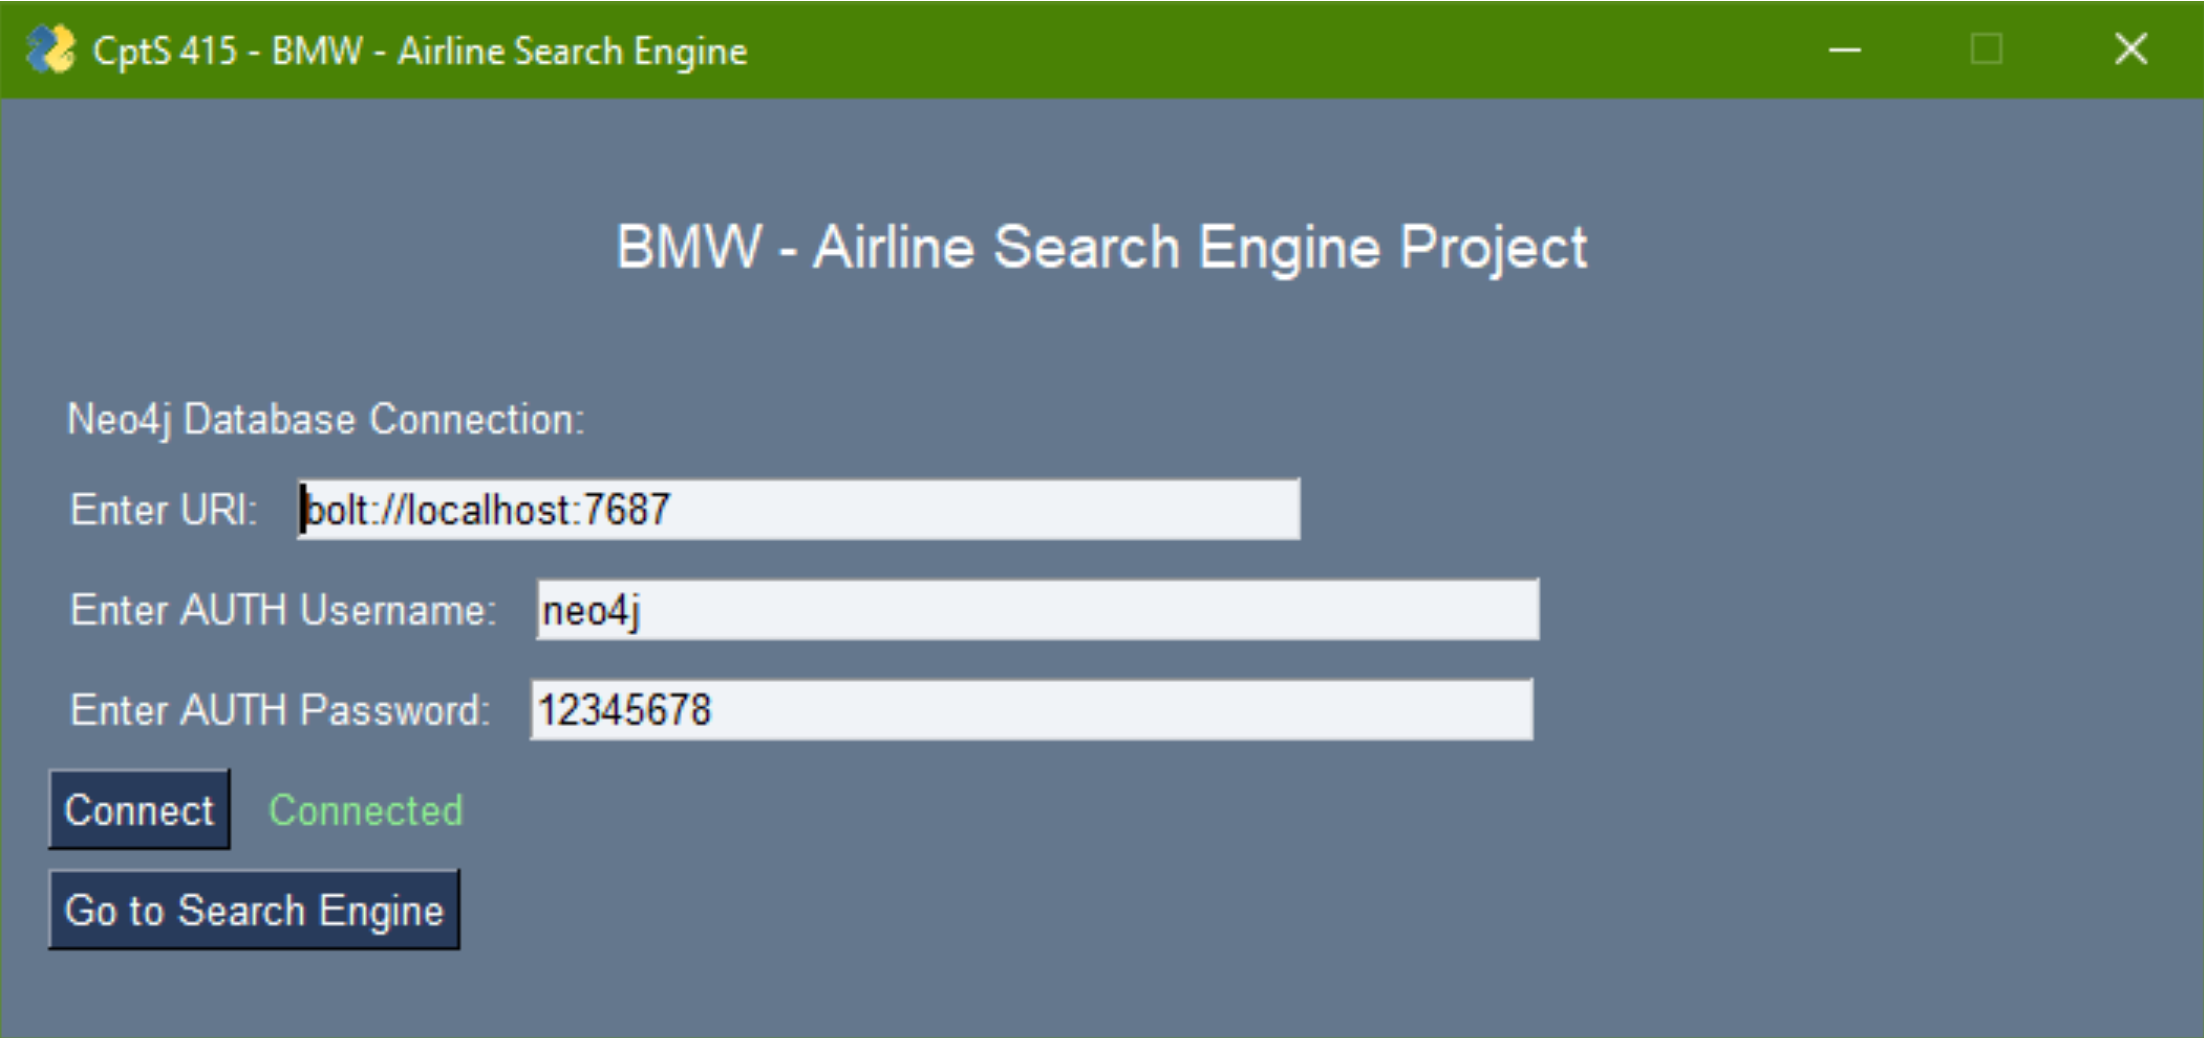 CptS 415 - BMW - Airline Search Engine
BMW - Airline Search Engine Project
Neo4j Database Connection:
Enter URI: bolt://localhost:7687
Enter AUTH Username: neo4j
Enter AUTH Password: 12345678
Connect Connected
Go to Search Engine